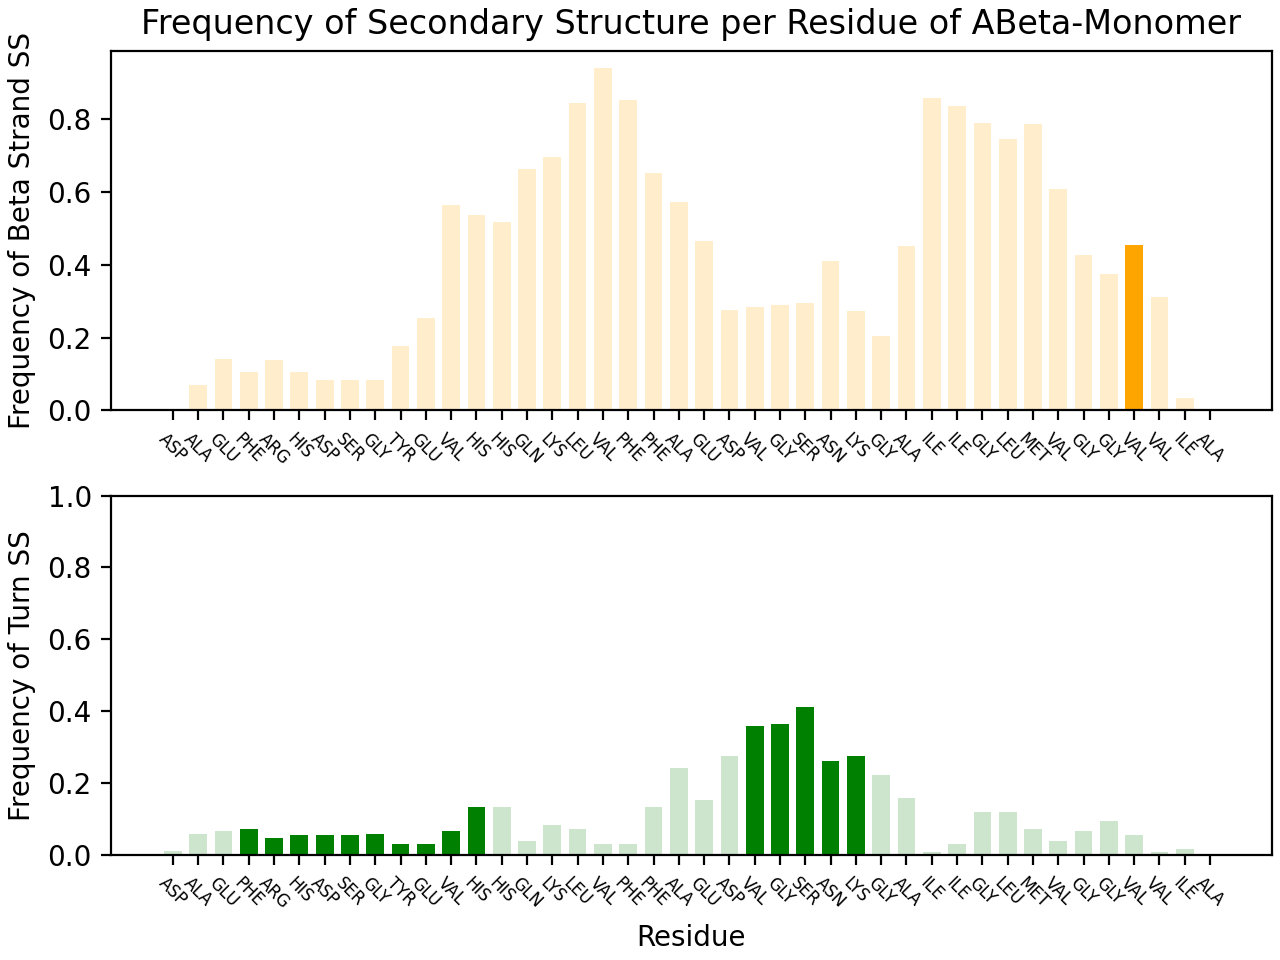 Frequency of Secondary Structure per Residue of ABeta-Monomer
Frequency of Beta Strand SS
0.8
0.6
0.4
0.2
0.0
ASP ALA GLU PHE ARG HIS ASP SER GLY TYR GLU VAL HIS HIS GLN LYS LEU VAL PHE PHE ALA GLU ASP VAL GLY SER ASN LYS GLY ALA ILE ILE GLY LEU MET VAL GLY GLY VAL VAL ILE ALA
Frequency of Turn SS
1.0
0.8
0.6
0.4
0.2
0.0
ASP ALA GLU PHE ARG HIS ASP SER GLY TYR GLU VAL HIS HIS GLN LYS LEU VAL PHE PHE ALA GLU ASP VAL GLY SER ASN LYS GLY ALA ILE ILE GLY LEU MET VAL GLY GLY VAL VAL ILE ALA
Residue